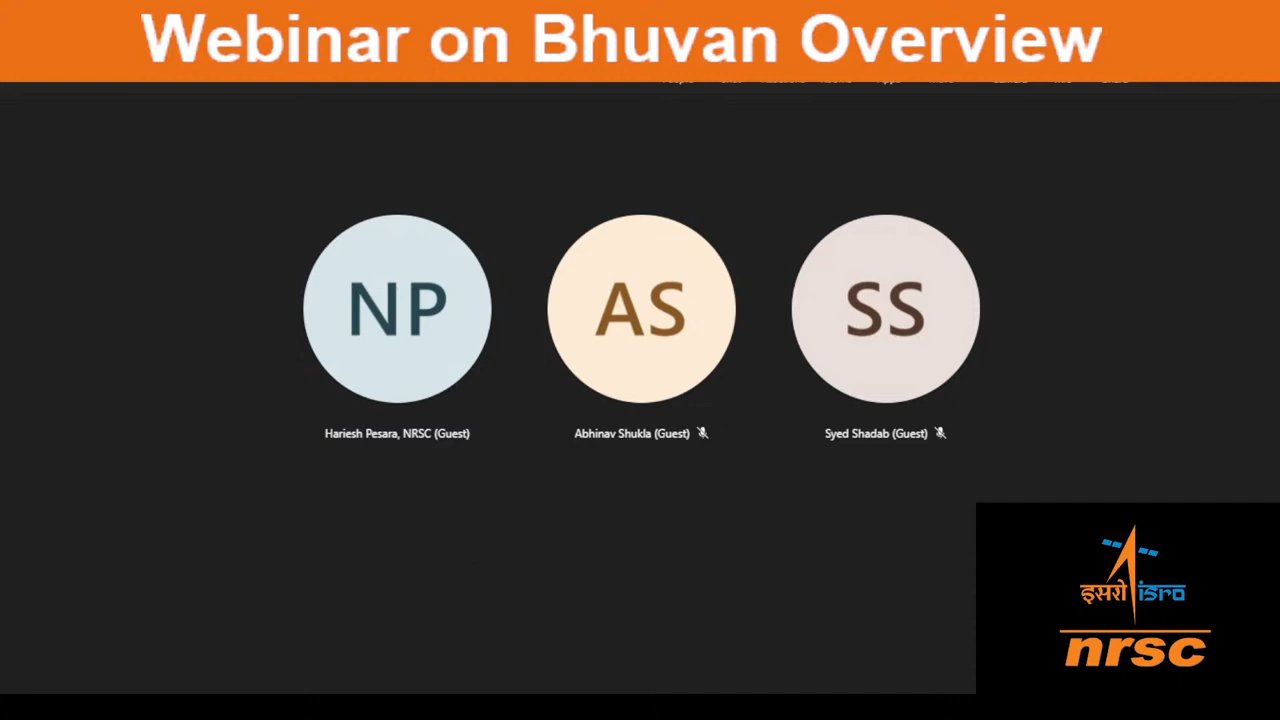 Webinar on Bhuvan Overview
NP
AS
SS
Hariesh Pesara, NRSC (Guest)
Abhinav Shukla (Guest)
Syed Shadab (Guest)
इसरो isro
nrsc